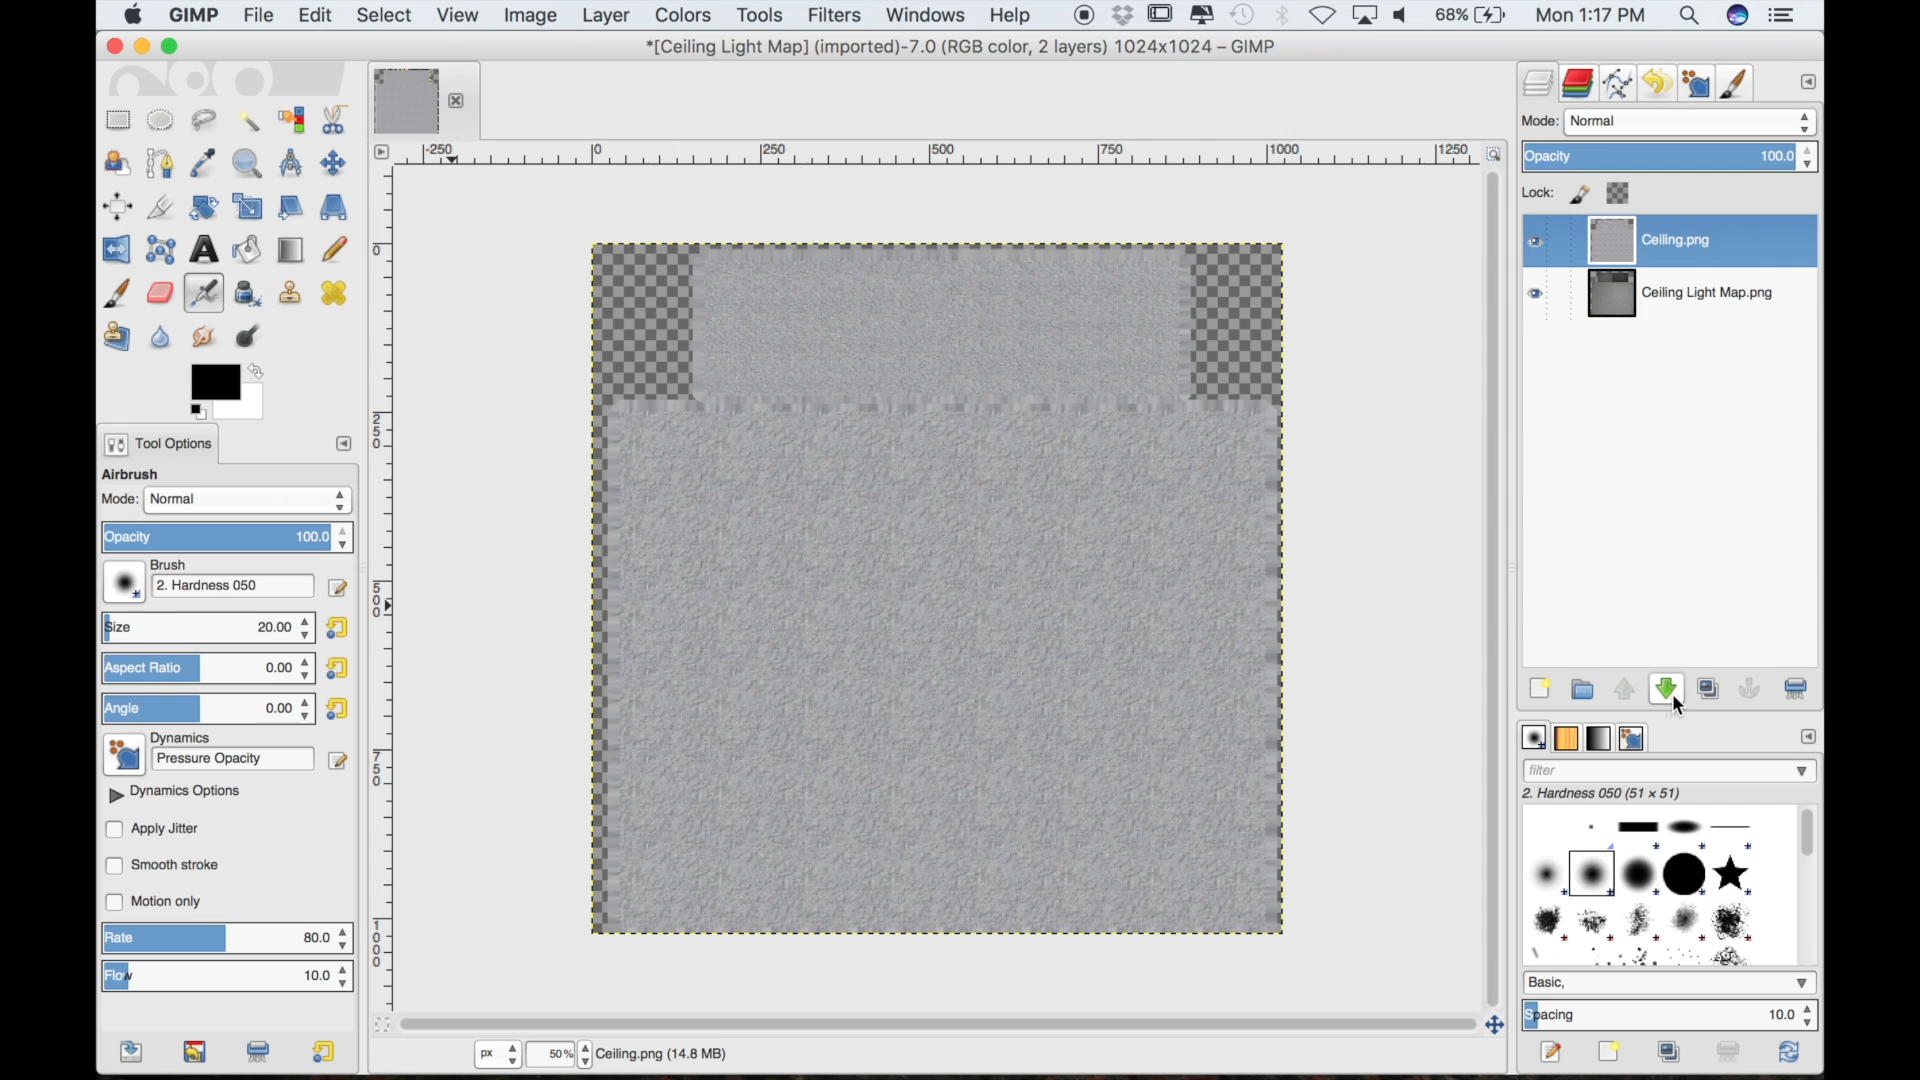 GIMP File Edit Select View Image Layer Colors Tools Filters Windows Help 68% Mon 1:17 PM
*[Ceiling Light Map] (imported)-7.0 (RGB color, 2 layers) 1024x1024 – GIMP
-250 0 250 500 750 1000 1250
0
250
500
750
1000
Tool Options
Airbrush
Mode: Normal
Opacity 100.0
Brush
2. Hardness 050
Size 20.00
Aspect Ratio 0.00
Angle 0.00
Dynamics
Pressure Opacity
Dynamics Options
Apply Jitter
Smooth stroke
Motion only
Rate 80.0
Flow 10.0
px 50% Ceiling.png (14.8 MB)
Mode: Normal
Opacity 100.0
Lock:
Ceiling.png
Ceiling Light Map.png
filter
2. Hardness 050 (51 × 51)
Basic,
Spacing 10.0